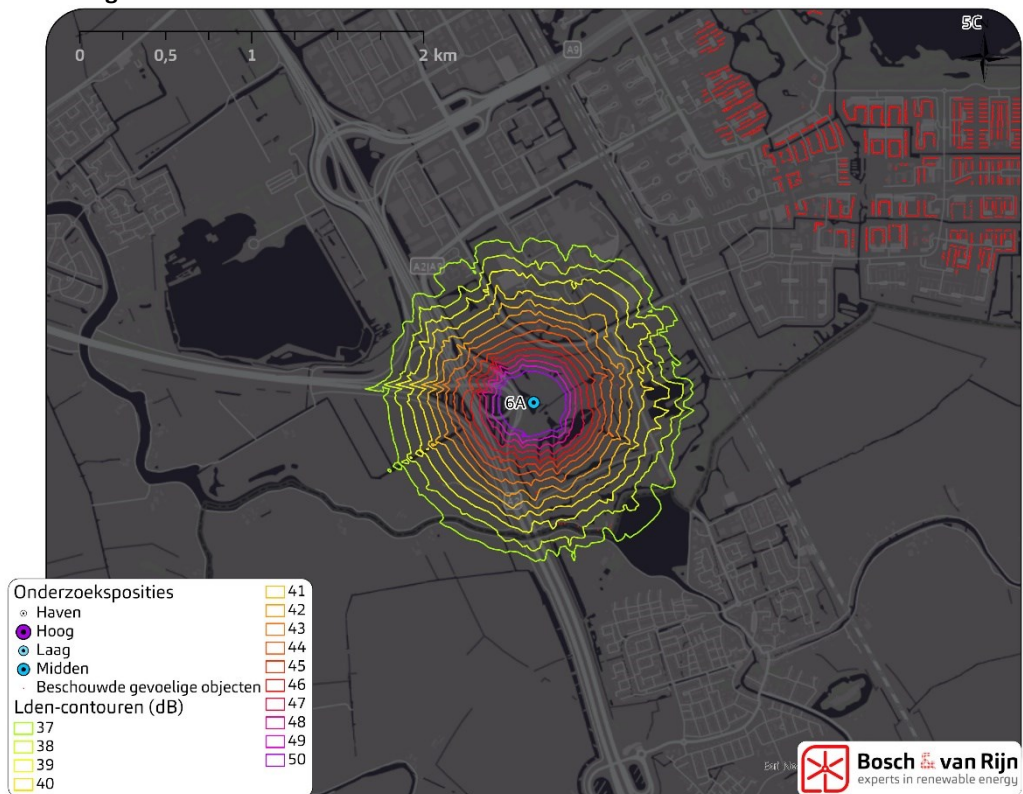 5C
0 0,5 1 2 km
A9
A2|A9
6A
Onderzoeksposities
Haven
Hoog
Laag
Midden
Beschouwde gevoelige objecten
Lden-contouren (dB)
37
38
39
40
41
42
43
44
45
46
47
48
49
50
Bosch & van Rijn
experts in renewable energy